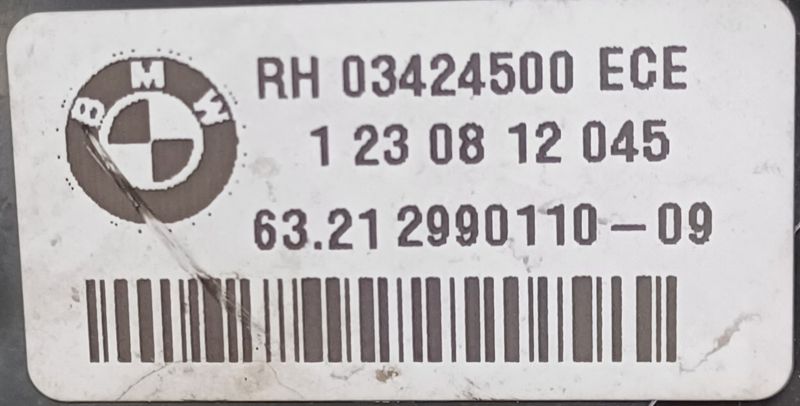 BMW
RH 03424500 ECE
1 23 08 12 045
63.21 2990110-09